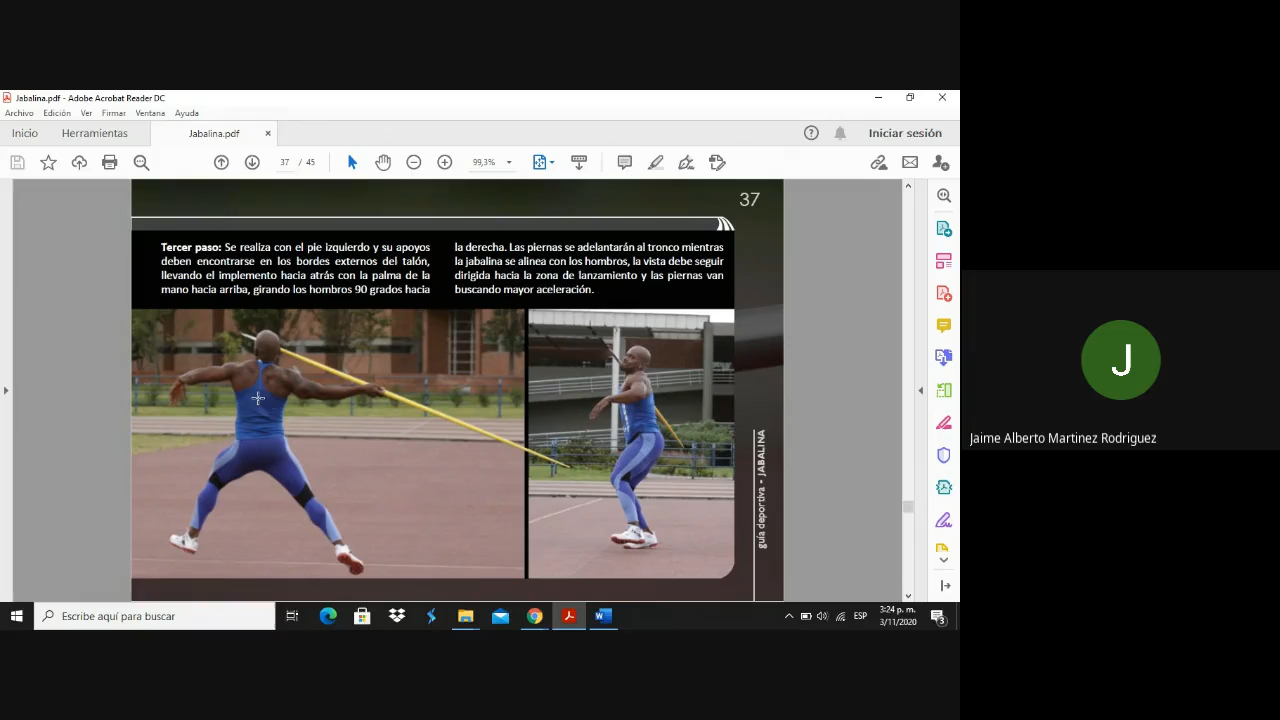 Jabalina.pdf - Adobe Acrobat Reader DC
Archivo Edición Ver Firmar Ventana Ayuda
Inicio Herramientas Jabalina.pdf × Iniciar sesión
37 / 45 99,3%
37
Tercer paso: Se realiza con el pie izquierdo y su apoyos
deben encontrarse en los bordes externos del talón,
llevando el implemento hacia atrás con la palma de la
mano hacia arriba, girando los hombros 90 grados hacia
la derecha. Las piernas se adelantarán al tronco mientras
la jabalina se alinea con los hombros, la vista debe seguir
dirigida hacia la zona de lanzamiento y las piernas van
buscando mayor aceleración.
guía deportiva • JABALINA
J
Jaime Alberto Martinez Rodriguez
Escribe aquí para buscar
ESP
3:24 p. m.
3/11/2020
3